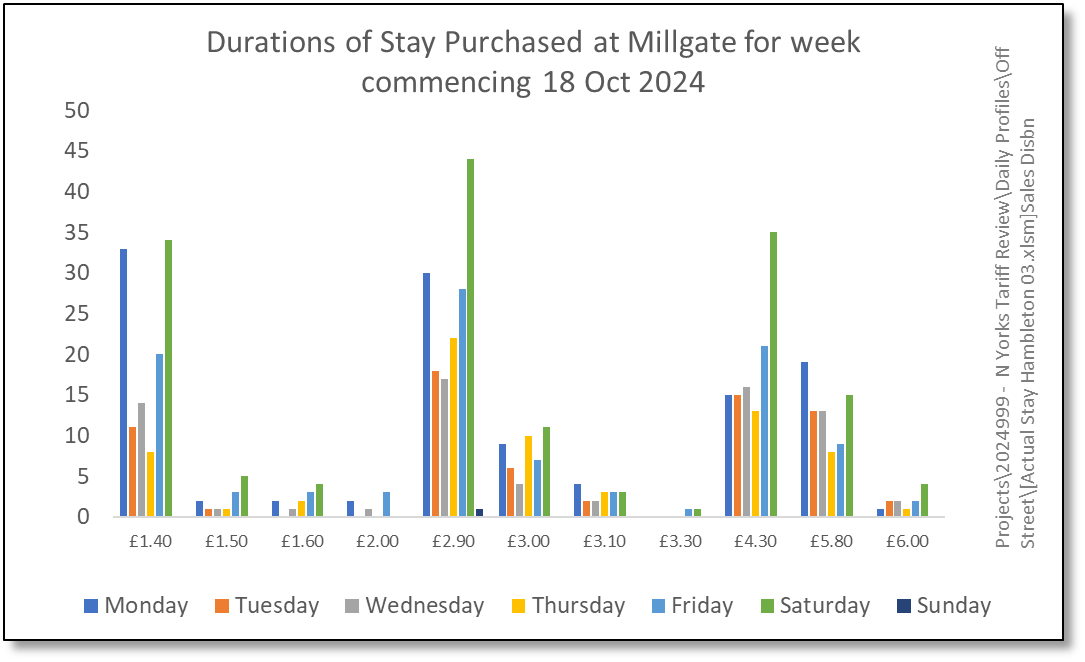 Durations of Stay Purchased at Millgate for week
commencing 18 Oct 2024
50
45
40
35
30
25
20
15
10
5
0
£1.40 £1.50 £1.60 £2.00 £2.90 £3.00 £3.10 £3.30 £4.30 £5.80 £6.00
Monday Tuesday Wednesday Thursday Friday Saturday Sunday
Projects\2024999 - N Yorks Tariff Review\Daily Profiles\Off
Street\[Actual Stay Hambleton 03.xlsm]Sales Disbn